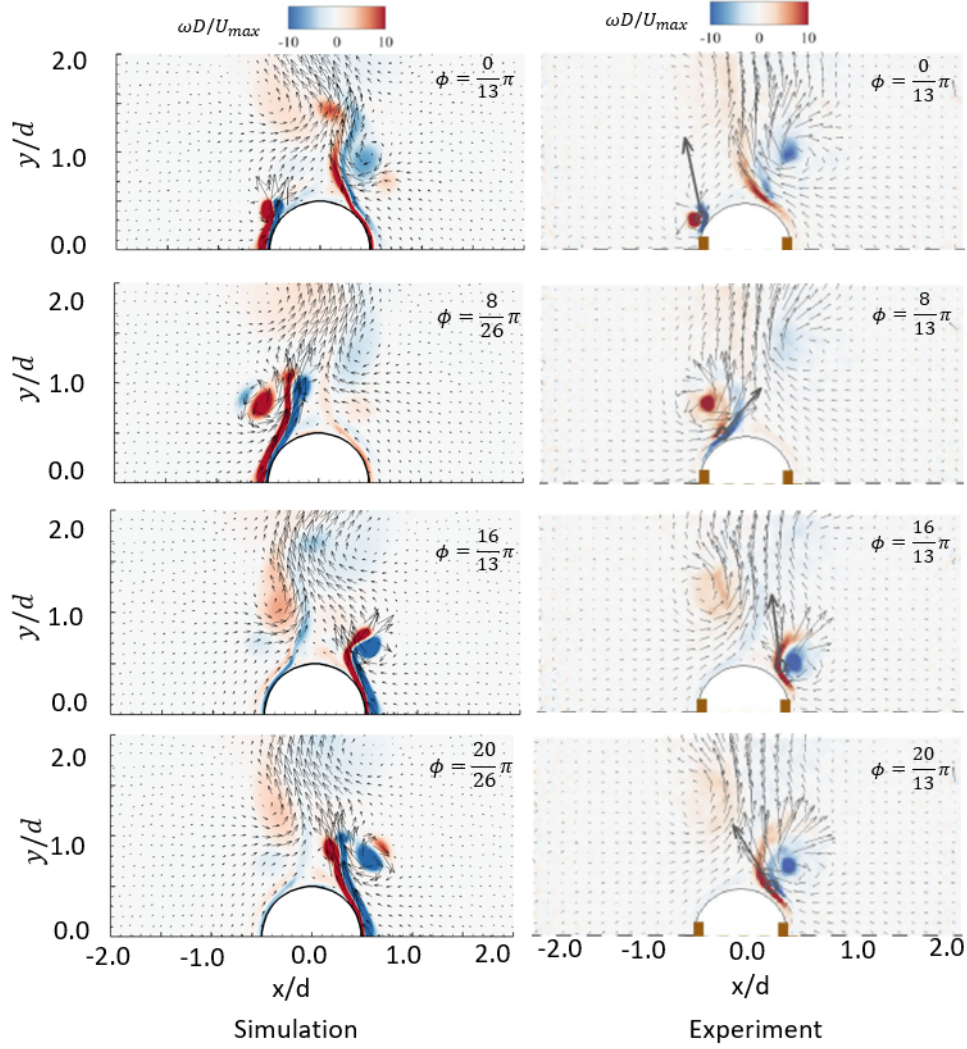 ωD/U_max
-10 0 10
ωD/U_max
-10 0 10
2.0
y/d
1.0
0.0
ϕ = 0/13 π
ϕ = 0/13 π
2.0
y/d
1.0
0.0
ϕ = 8/26 π
ϕ = 8/13 π
2.0
y/d
1.0
0.0
ϕ = 16/13 π
ϕ = 16/13 π
2.0
y/d
1.0
0.0
ϕ = 20/26 π
ϕ = 20/13 π
-2.0 -1.0 0.0 1.0 2.0
-2.0 -1.0 0.0 1.0 2.0
x/d
x/d
Simulation
Experiment